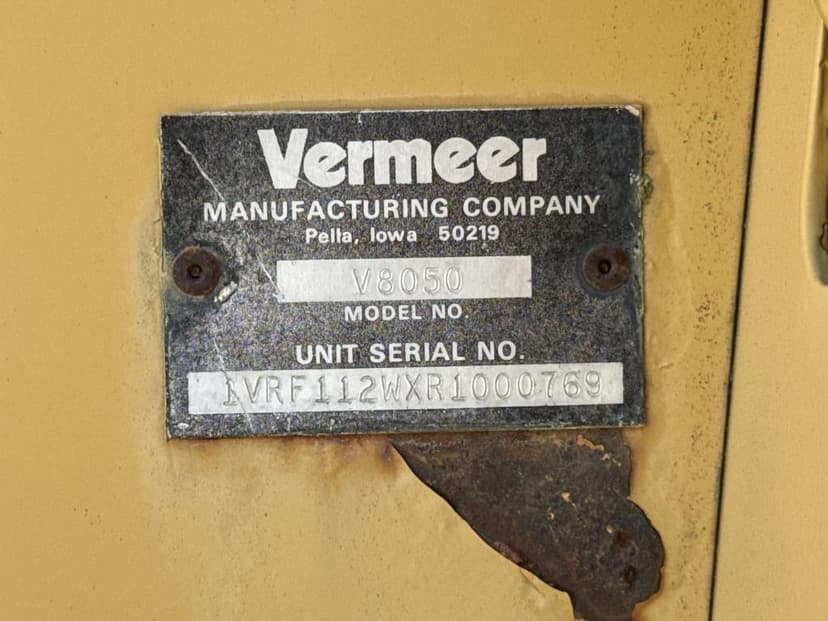 Vermeer
MANUFACTURING COMPANY
Pella, Iowa 50219
V8050
MODEL NO.
UNIT SERIAL NO.
1VRF112WXR1000769